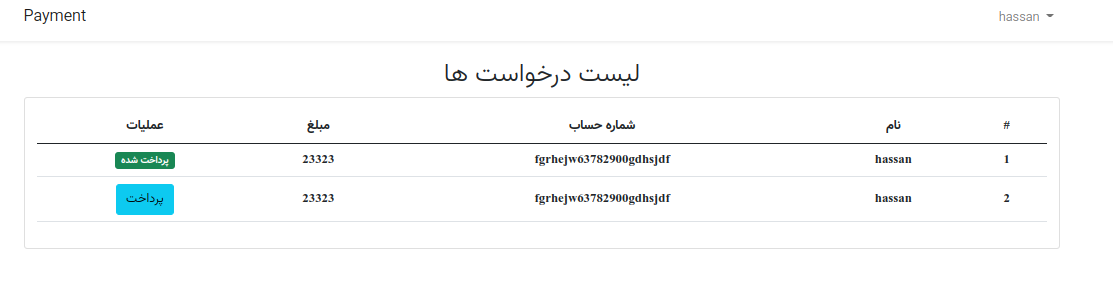 Payment hassan
لیست درخواست ها
# نام شماره حساب مبلغ عملیات
1 hassan fgrhejw63782900gdhsjdf 23323 پرداخت شده
2 hassan fgrhejw63782900gdhsjdf 23323 پرداخت